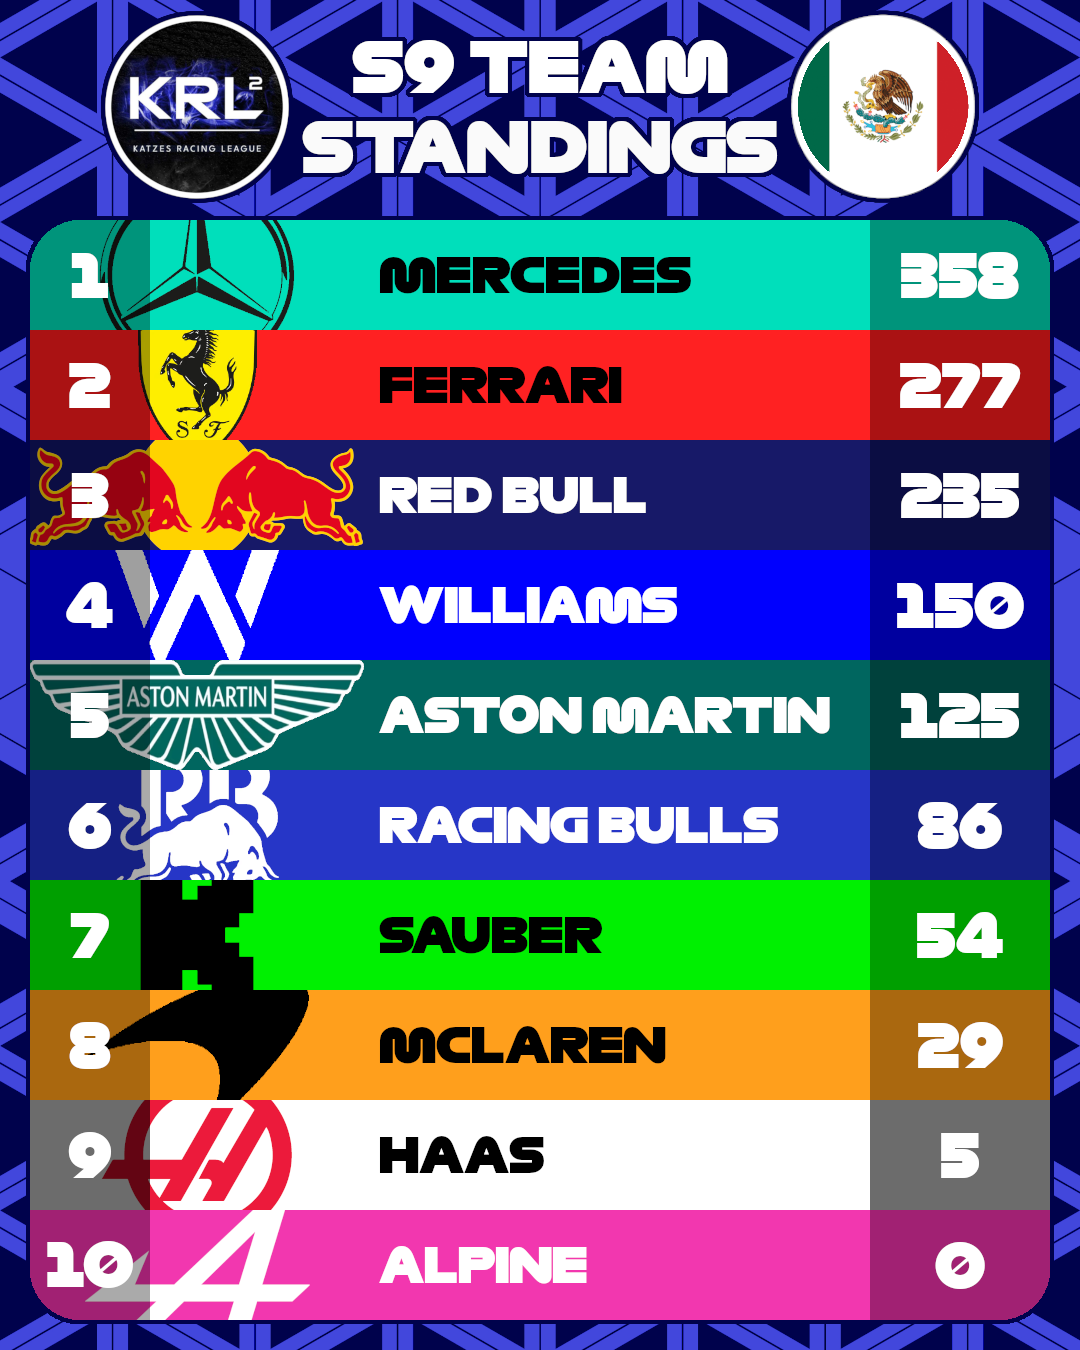 KRL²
KATZES RACING LEAGUE
S9 TEAM
STANDINGS
1 MERCEDES 358
2 S F FERRARI 277
3 RED BULL 235
4 W WILLIAMS 150
5 ASTON MARTIN ASTON MARTIN 125
6 RB RACING BULLS 86
7 K SAUBER 54
8 MCLAREN 29
9 H HAAS 5
10 A ALPINE 0